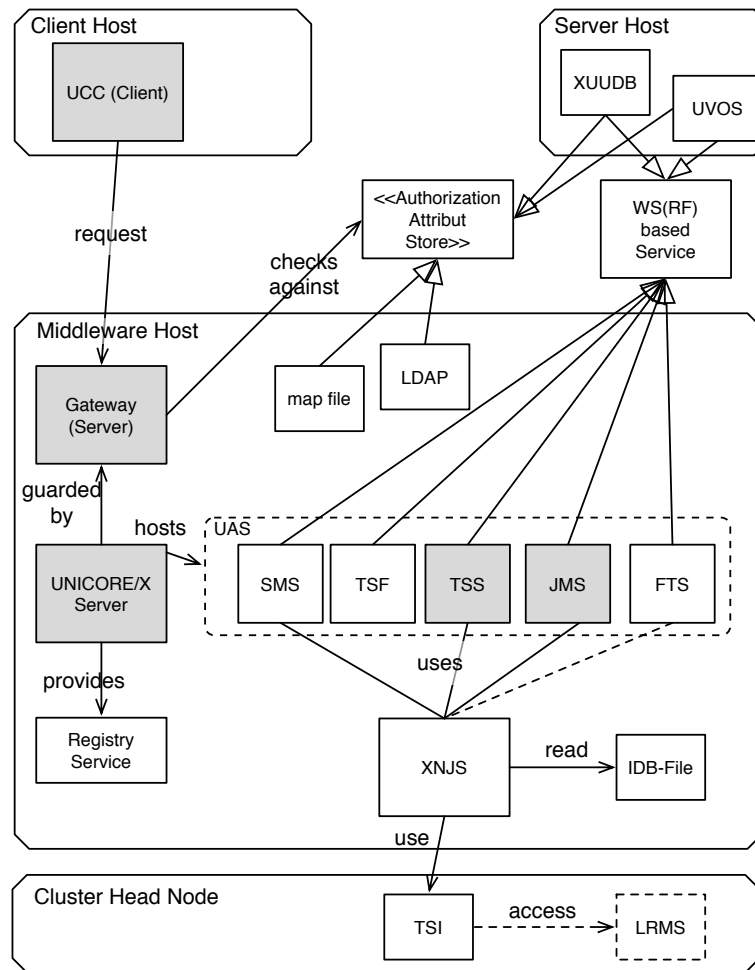 Client Host
UCC (Client)
Server Host
XUUDB
UVOS
<<Authorization
Attribut
Store>>
WS(RF)
based
Service
request
checks
against
Middleware Host
Gateway
(Server)
map file
LDAP
guarded
by
hosts
UAS
UNICORE/X
Server
SMS
TSF
TSS
JMS
FTS
uses
provides
Registry
Service
XNJS
read
IDB-File
use
Cluster Head Node
TSI
access
LRMS